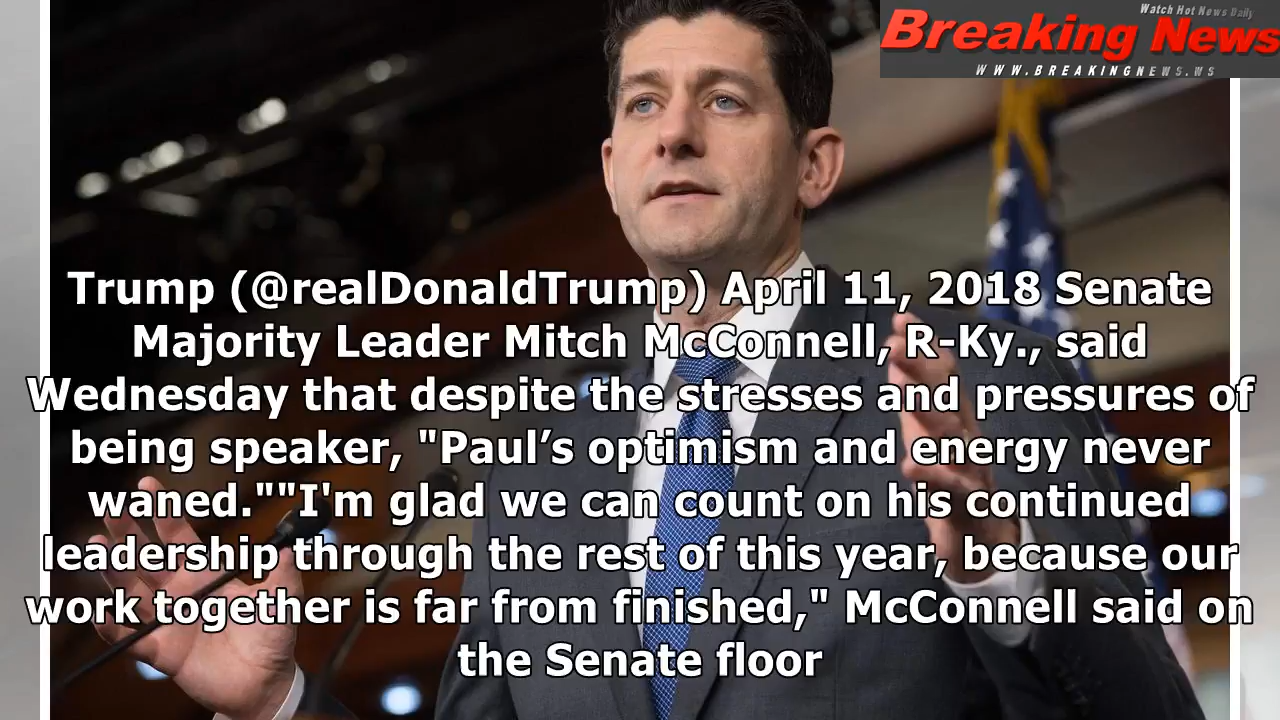 Watch Hot News Daily
Breaking News
WWW.BREAKINGNEWS.WS
Trump (@realDonaldTrump) April 11, 2018 Senate
Majority Leader Mitch McConnell, R-Ky., said
Wednesday that despite the stresses and pressures of
being speaker, "Paul’s optimism and energy never
waned.""I'm glad we can count on his continued
leadership through the rest of this year, because our
work together is far from finished," McConnell said on
the Senate floor